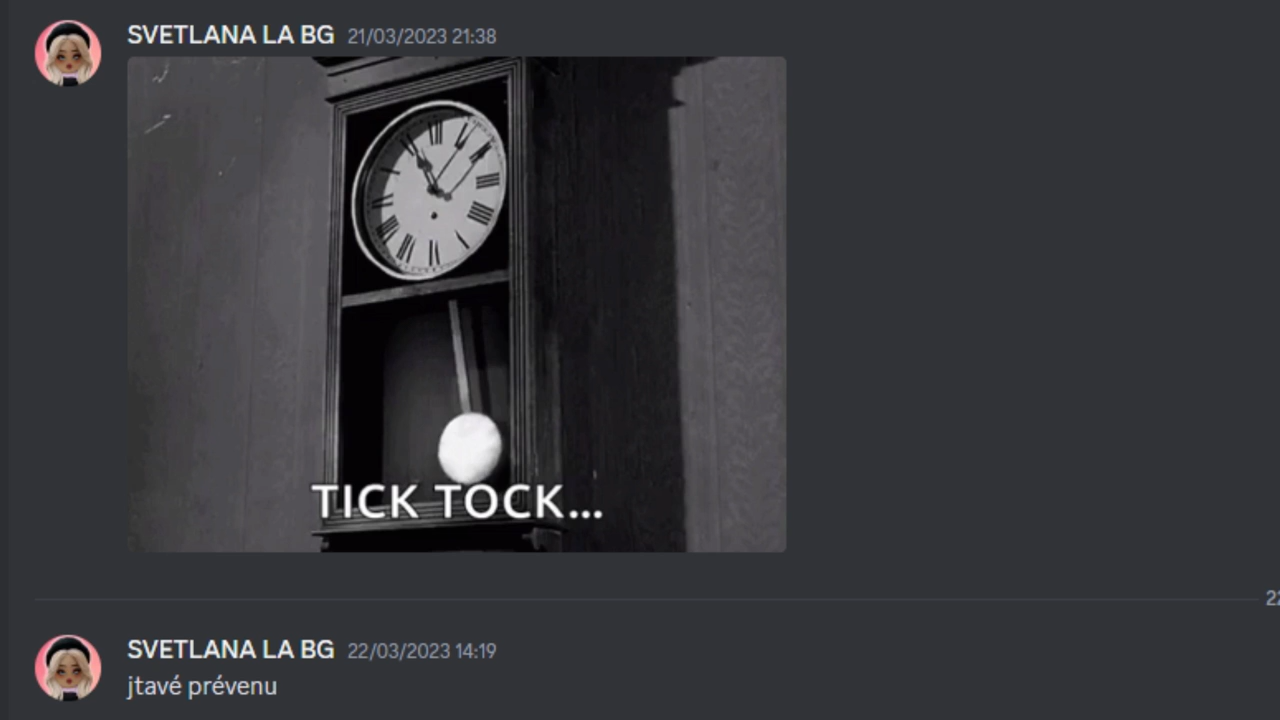 SVETLANA LA BG 21/03/2023 21:38
TICK TOCK...
SVETLANA LA BG 22/03/2023 14:19
jtavé prévenu